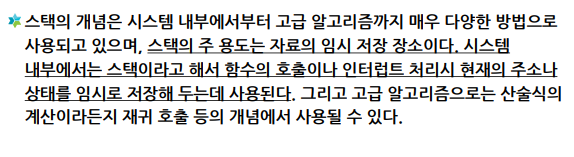 스택의 개념은 시스템 내부에서부터 고급 알고리즘까지 매우 다양한 방법으로
사용되고 있으며, 스택의 주 용도는 자료의 임시 저장 장소이다. 시스템
내부에서는 스택이라고 해서 함수의 호출이나 인터럽트 처리시 현재의 주소나
상태를 임시로 저장해 두는데 사용된다. 그리고 고급 알고리즘으로는 산술식의
계산이라든지 재귀 호출 등의 개념에서 사용될 수 있다.